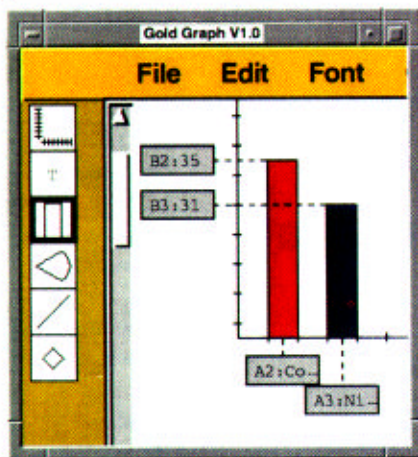 Gold Graph V1.0
File Edit Font
T
B2:35
B3:31
A2:Co…
A3:Ni…